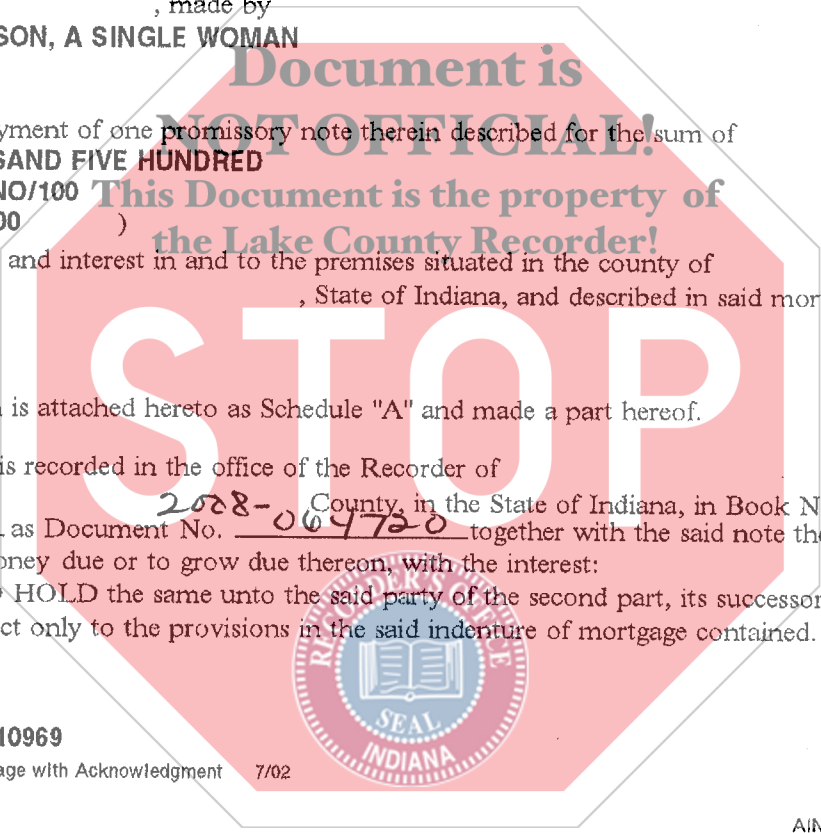 , made by
SON, A SINGLE WOMAN
Document is
yment of one promissory note therein described for the sum of
NOT OFFICIAL!
SAND FIVE HUNDRED
NO/100
This Document is the property of
00 )
the Lake County Recorder!
and interest in and to the premises situated in the county of
, State of Indiana, and described in said mor
STOP
is attached hereto as Schedule "A" and made a part hereof.
is recorded in the office of the Recorder of
2008- County, in the State of Indiana, in Book N
as Document No. 064720 together with the said note the
oney due or to grow due thereon, with the interest:
HOLD the same unto the said party of the second part, its successor
ct only to the provisions in the said indenture of mortgage contained.
RECORDER'S OFFICE
SEAL
INDIANA
10969
age with Acknowledgment 7/02
AIN